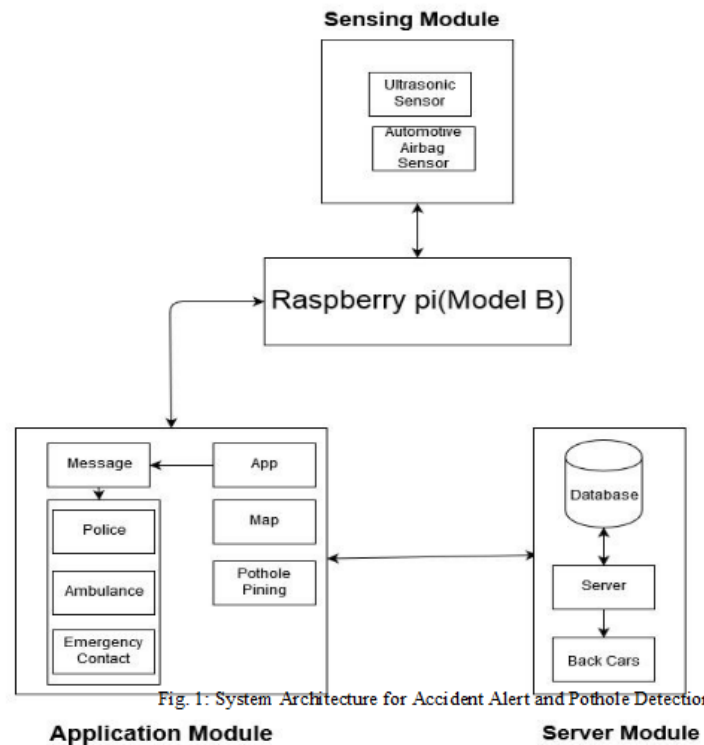 Sensing Module
Ultrasonic
Sensor
Automotive
Airbag
Sensor
Raspberry pi(Model B)
Message
App
Police
Map
Ambulance
Pothole
Pining
Emergency
Contact
Database
Server
Back Cars
Fig. 1: System Architecture for Accident Alert and Pothole Detection
Application Module
Server Module